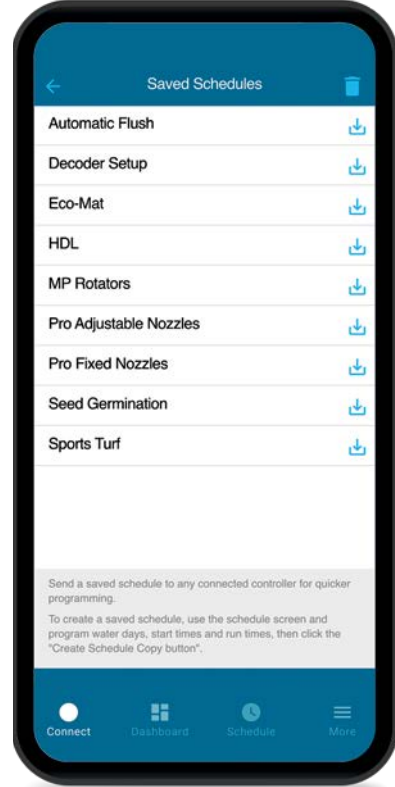 Saved Schedules
Automatic Flush
Decoder Setup
Eco-Mat
HDL
MP Rotators
Pro Adjustable Nozzles
Pro Fixed Nozzles
Seed Germination
Sports Turf
Send a saved schedule to any connected controller for quicker
programming.
To create a saved schedule, use the schedule screen and
program water days, start times and run times, then click the
"Create Schedule Copy button".
Connect Dashboard Schedule More